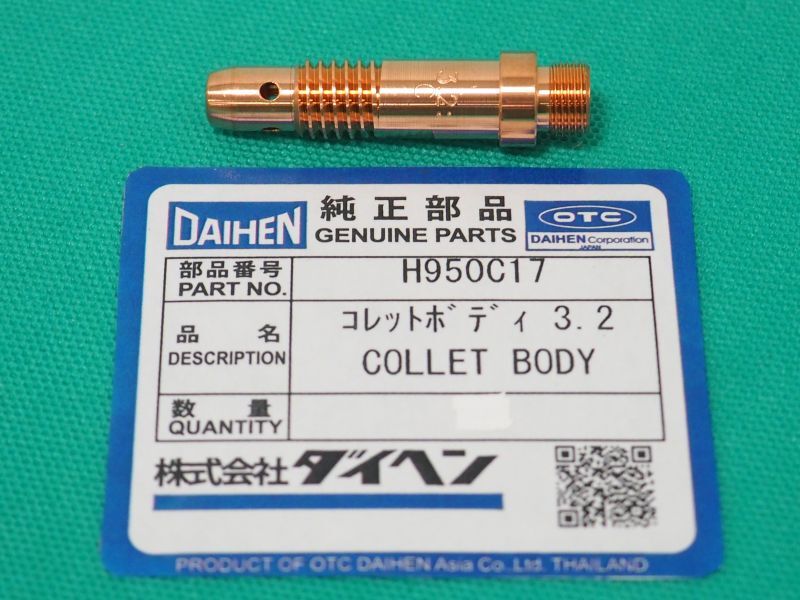 3.2
C
DAIHEN 純正部品 OTC
GENUINE PARTS DAIHEN Corporation
JAPAN
部品番号 H950C17
PART NO.
品名 コレットボディ 3.2
DESCRIPTION COLLET BODY
数量
QUANTITY
株式会社ダイヘン
PRODUCT OF OTC DAIHEN Asia Co.,Ltd. THAILAND